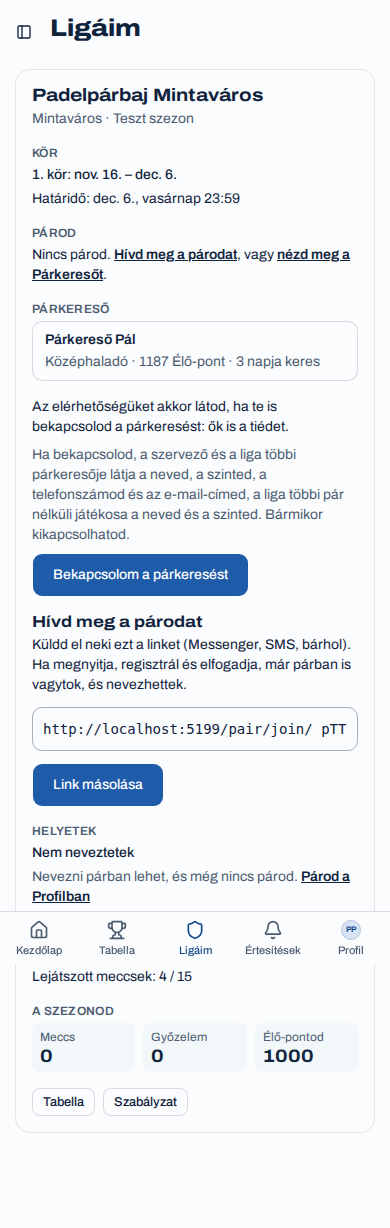 Ligáim
Padelpárbaj Mintaváros
Mintaváros · Teszt szezon
KÖR
1. kör: nov. 16. – dec. 6.
Határidő: dec. 6., vasárnap 23:59
PÁROD
Nincs párod. Hívd meg a párodat, vagy nézd meg a
Párkeresőt.
PÁRKERESŐ
Párkereső Pál
Középhaladó · 1187 Élő-pont · 3 napja keres
Az elérhetőségüket akkor látod, ha te is
bekapcsolod a párkeresést: ők is a tiédet.
Ha bekapcsolod, a szervező és a liga többi
párkeresője látja a neved, a szinted, a
telefonszámod és az e-mail-címed, a liga többi pár
nélküli játékosa a neved és a szinted. Bármikor
kikapcsolhatod.
Bekapcsolom a párkeresést
Hívd meg a párodat
Küldd el neki ezt a linket (Messenger, SMS, bárhol).
Ha megnyitja, regisztrál és elfogadja, már párban is
vagytok, és nevezhettek.
http://localhost:5199/pair/join/ pTT
Link másolása
HELYETEK
Nem neveztetek
Nevezni párban lehet, és még nincs párod. Párod a
Profilban
Kezdőlap
Tabella
Ligáim
Értesítések
PP
Profil
Lejátszott meccsek: 4 / 15
A SZEZONOD
Meccs
0
Győzelem
0
Élő-pontod
1000
Tabella
Szabályzat